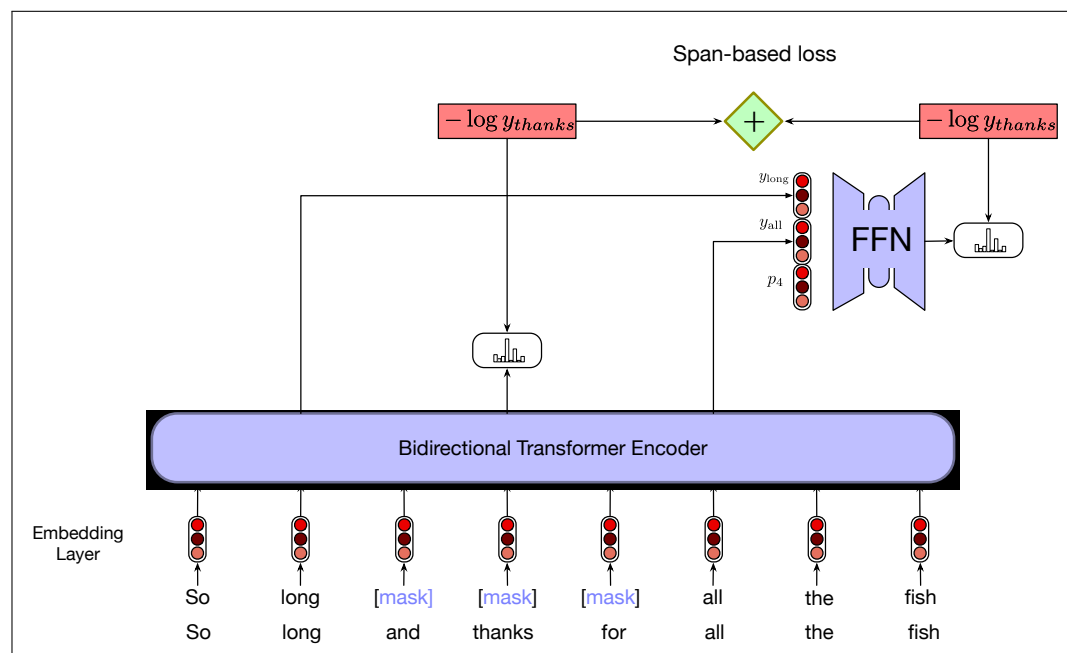 Span-based loss
− log y_thanks + − log y_thanks
y_long
y_all
FFN
p_4
Bidirectional Transformer Encoder
Embedding
Layer
So long [mask] [mask] [mask] all the fish
So long and thanks for all the fish